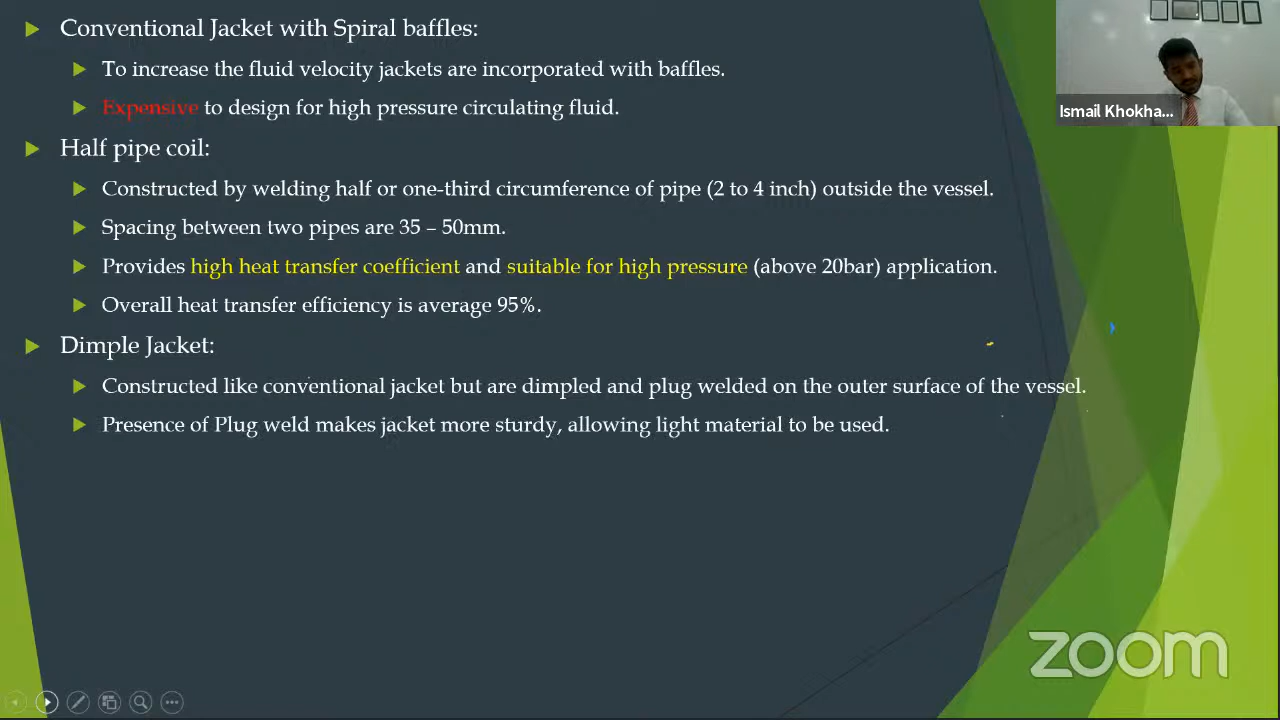 Conventional Jacket with Spiral baffles:
To increase the fluid velocity jackets are incorporated with baffles.
Expensive to design for high pressure circulating fluid.
Half pipe coil:
Constructed by welding half or one-third circumference of pipe (2 to 4 inch) outside the vessel.
Spacing between two pipes are 35 – 50mm.
Provides high heat transfer coefficient and suitable for high pressure (above 20bar) application.
Overall heat transfer efficiency is average 95%.
Dimple Jacket:
Constructed like conventional jacket but are dimpled and plug welded on the outer surface of the vessel.
Presence of Plug weld makes jacket more sturdy, allowing light material to be used.
Ismail Khokha...
zoom